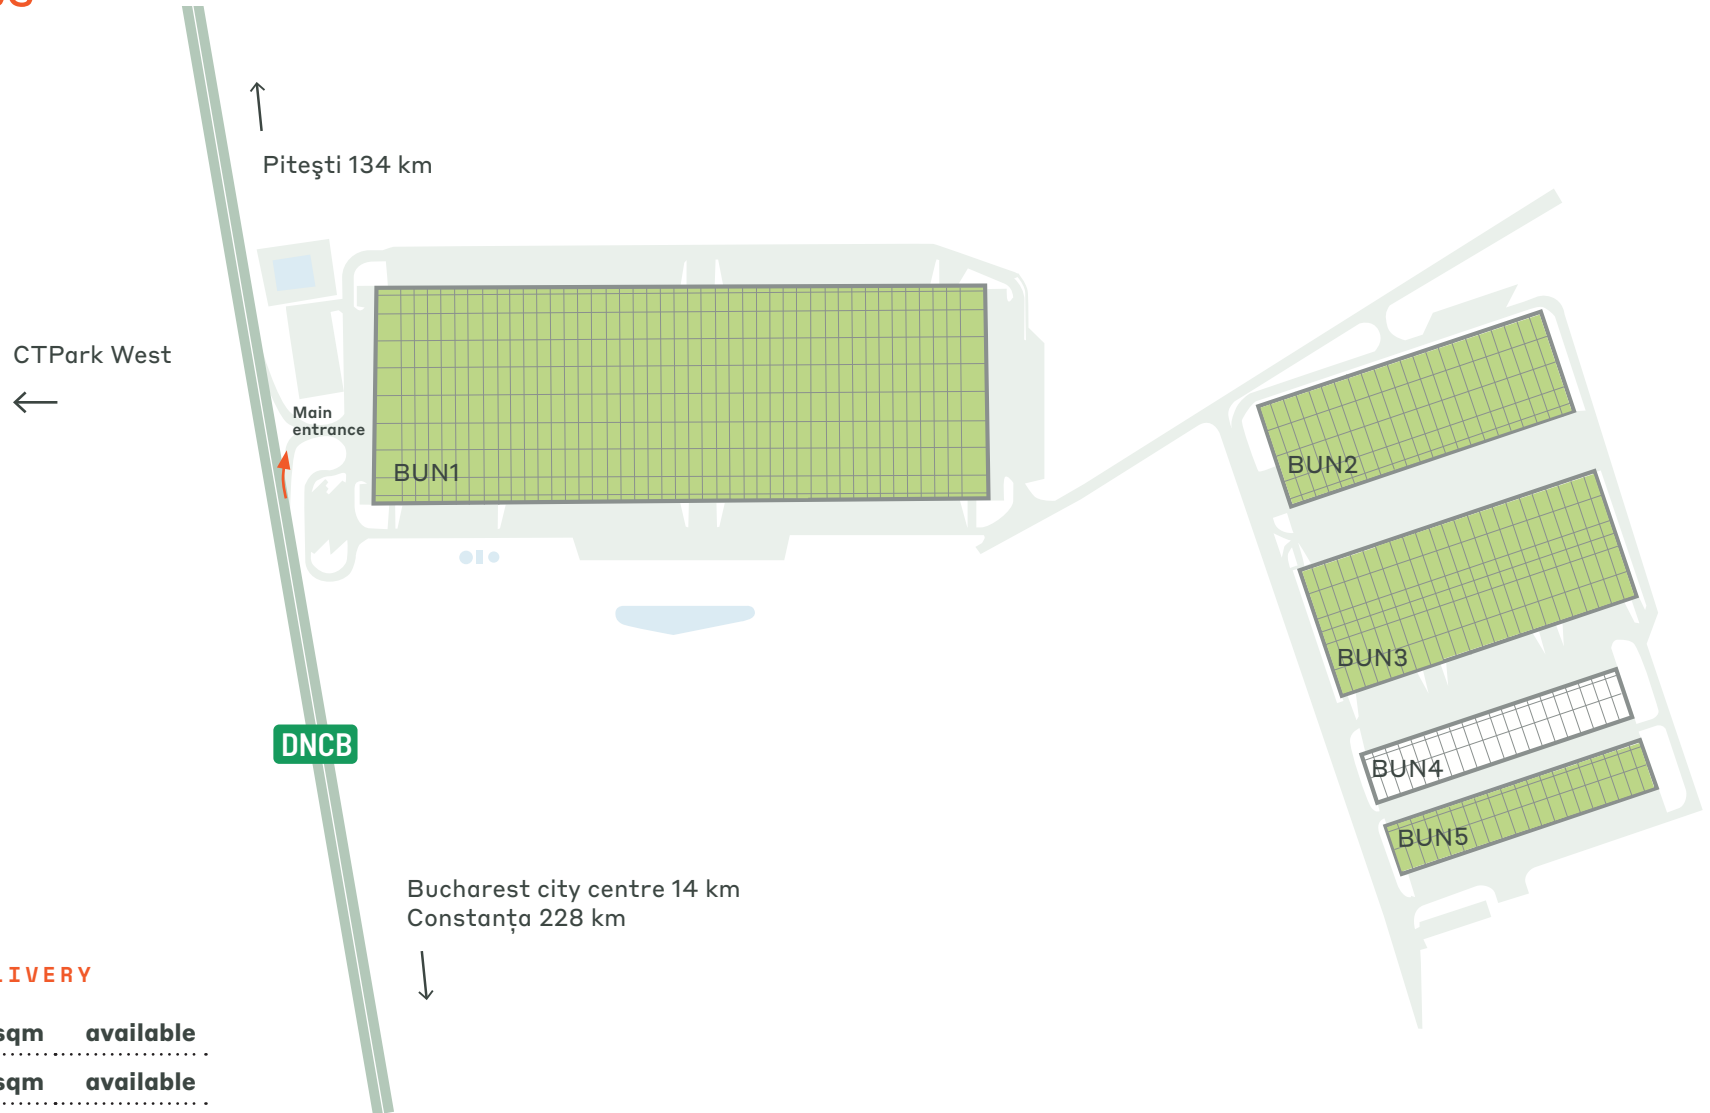 Piteşti 134 km
CTPark West
Main
entrance
BUN1
BUN2
BUN3
BUN4
BUN5
DNCB
Bucharest city centre 14 km
Constanța 228 km
sqm available
sqm available